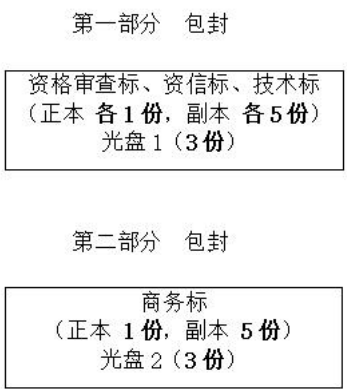 第一部分 包封
资格审查标、资信标、技术标
（正本 各1份，副本 各5份）
光盘1（3份）
第二部分 包封
商务标
（正本 1份，副本 5份）
光盘2（3份）